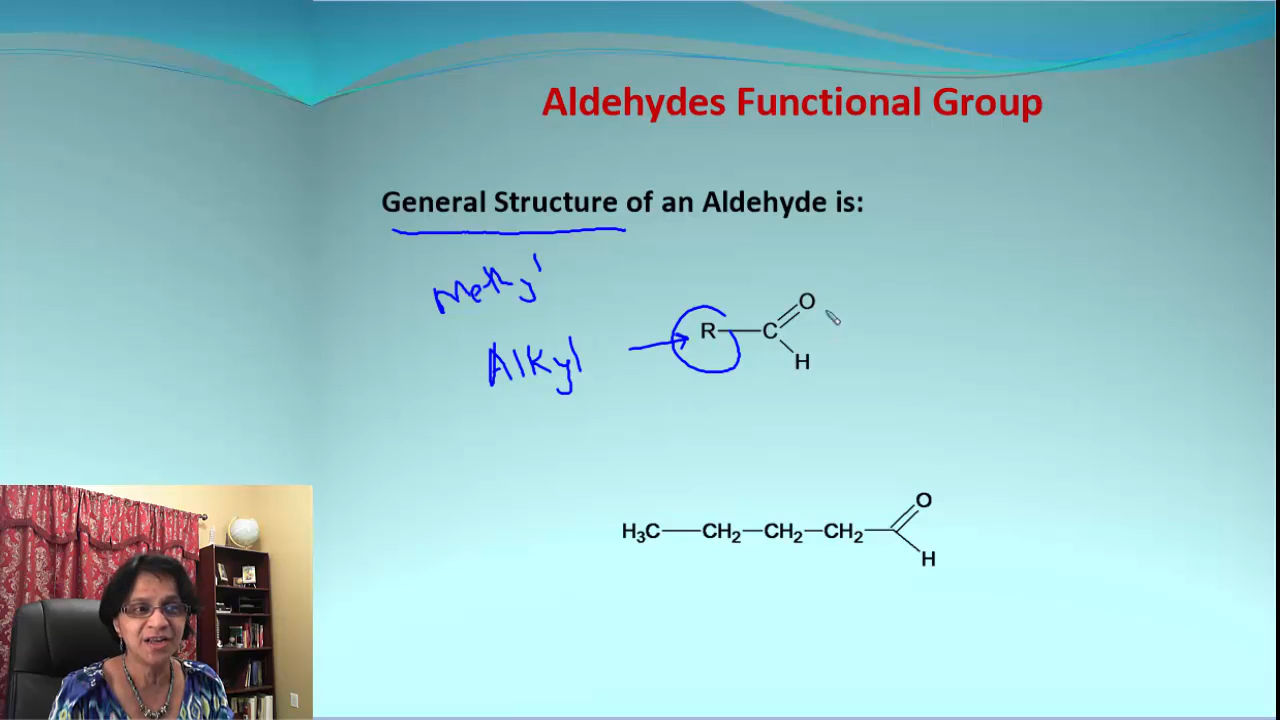 Aldehydes Functional Group
General Structure of an Aldehyde is:
Methyl
Alkyl
R—C
O
H
H₃C—CH₂—CH₂—CH₂
O
H